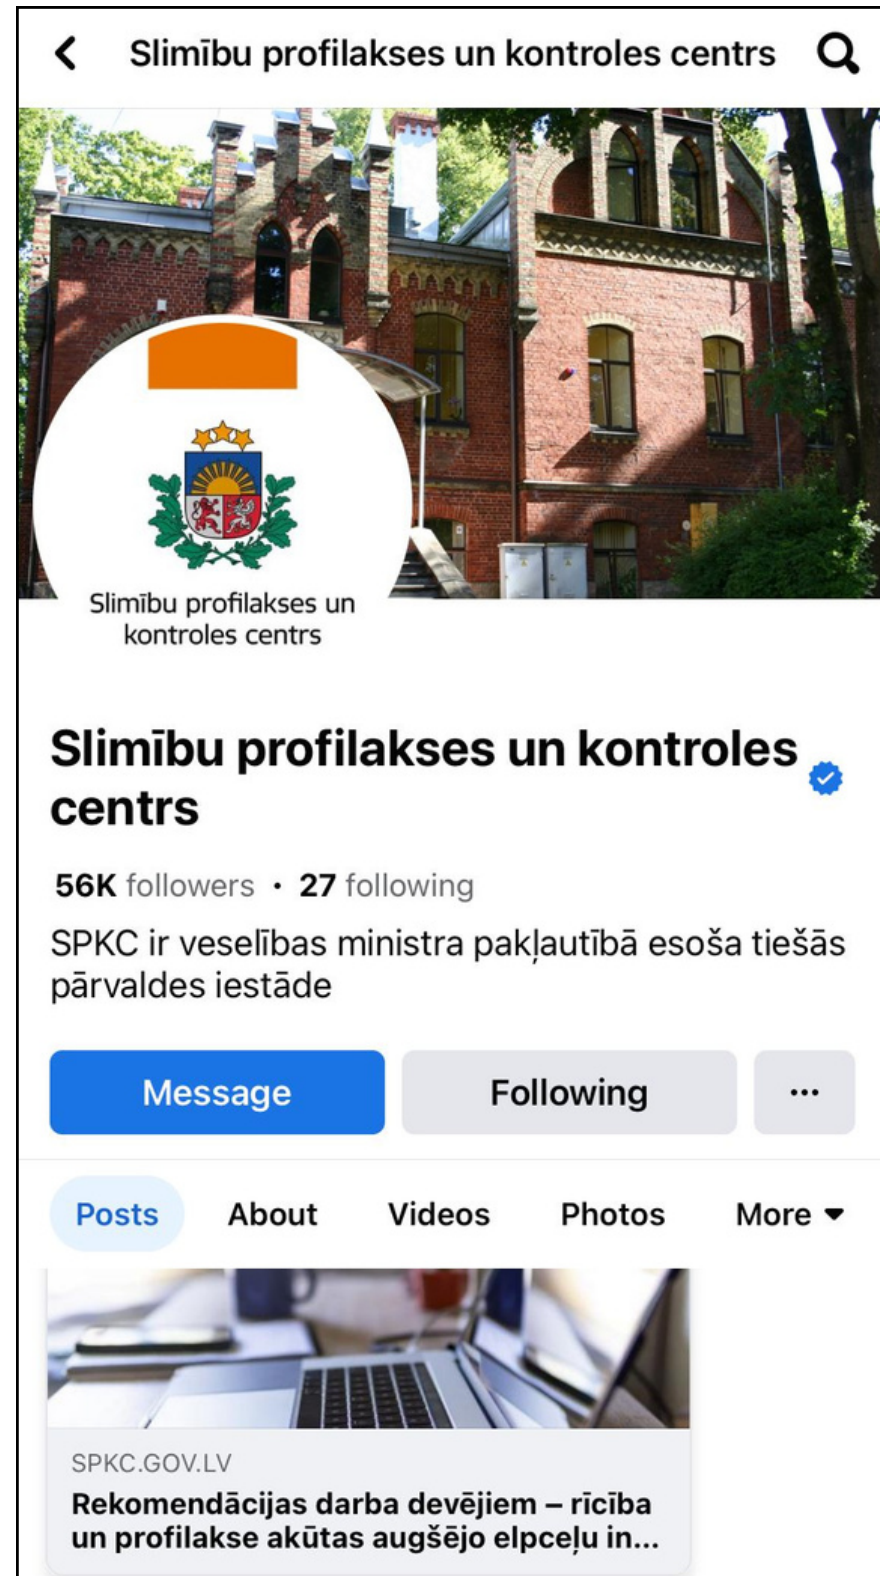 Slimību profilakses un kontroles centrs
Slimību profilakses un
kontroles centrs
Slimību profilakses un kontroles
centrs
56K followers • 27 following
SPKC ir veselības ministra pakļautībā esoša tiešās
pārvaldes iestāde
Message
Following
...
Posts
About
Videos
Photos
More
SPKC.GOV.LV
Rekomendācijas darba devējiem – rīcība
un profilakse akūtas augšējo elpceļu in...